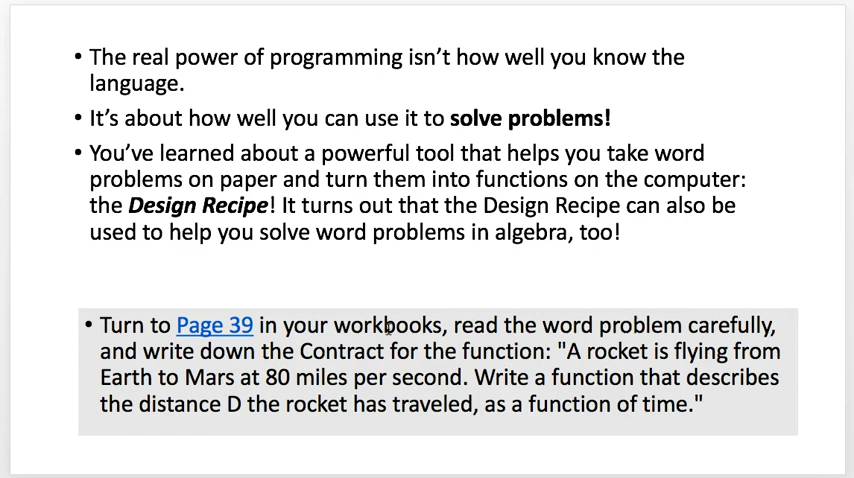 • The real power of programming isn’t how well you know the
language.
• It’s about how well you can use it to solve problems!
• You’ve learned about a powerful tool that helps you take word
problems on paper and turn them into functions on the computer:
the Design Recipe! It turns out that the Design Recipe can also be
used to help you solve word problems in algebra, too!
• Turn to Page 39 in your workbooks, read the word problem carefully,
and write down the Contract for the function: "A rocket is flying from
Earth to Mars at 80 miles per second. Write a function that describes
the distance D the rocket has traveled, as a function of time."